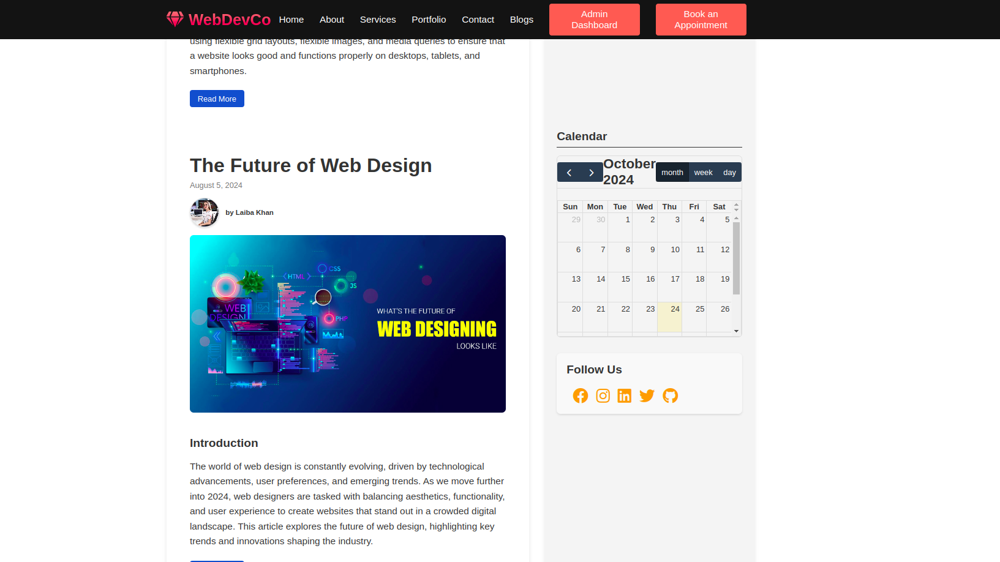 WebDevCo
Home
About
Services
Portfolio
Contact
Blogs
Admin
Dashboard
Book an
Appointment
using flexible grid layouts, flexible images, and media queries to ensure that
a website looks good and functions properly on desktops, tablets, and
smartphones.
Read More
The Future of Web Design
August 5, 2024
by Laiba Khan
HTML
CSS
JS
WEB
DESIGN
PHP
WHAT'S THE FUTURE OF
WEB DESIGNING
LOOKS LIKE
Introduction
The world of web design is constantly evolving, driven by technological
advancements, user preferences, and emerging trends. As we move further
into 2024, web designers are tasked with balancing aesthetics, functionality,
and user experience to create websites that stand out in a crowded digital
landscape. This article explores the future of web design, highlighting key
trends and innovations shaping the industry.
Calendar
October
2024
month
week
day
Sun Mon Tue Wed Thu Fri Sat
29 30 1 2 3 4 5
6 7 8 9 10 11 12
13 14 15 16 17 18 19
20 21 22 23 24 25 26
Follow Us